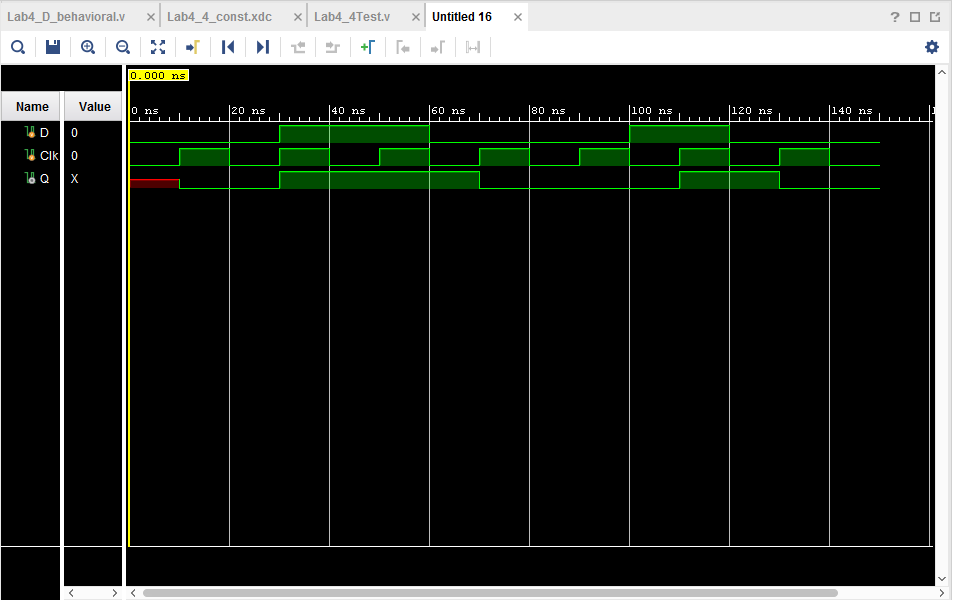 Lab4_D_behavioral.v × Lab4_4_const.xdc × Lab4_4Test.v × Untitled 16 × ?
0.000 ns
Name Value
0 ns 20 ns 40 ns 60 ns 80 ns 100 ns 120 ns 140 ns
D 0
Clk 0
Q X